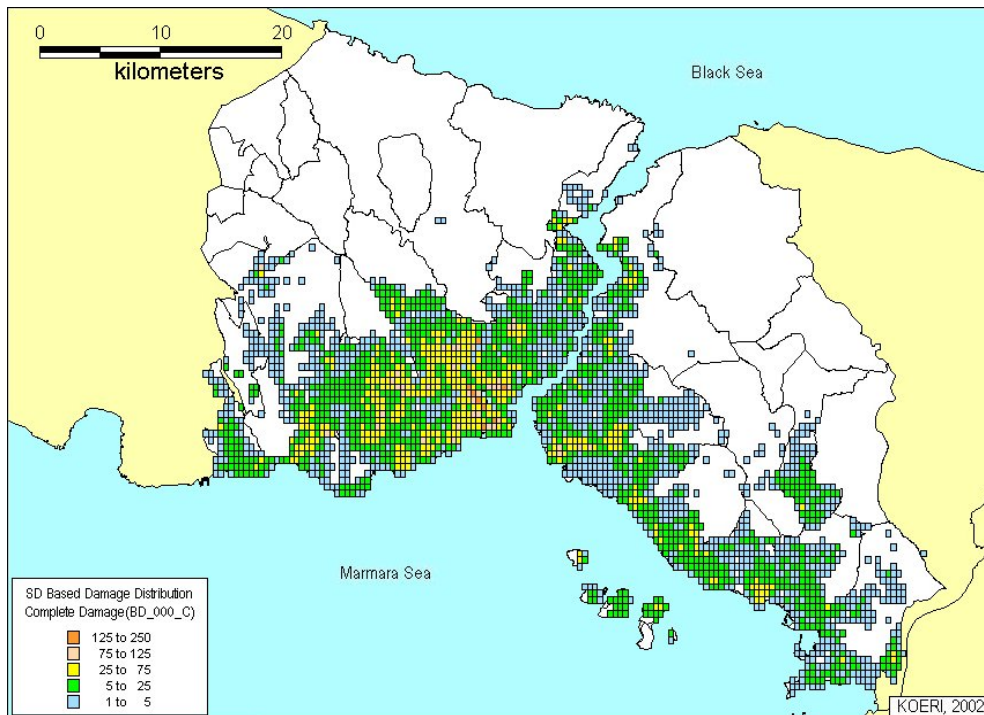 0 10 20
kilometers
Black Sea
Marmara Sea
SD Based Damage Distribution
Complete Damage(BD_000_C)
125 to 250
75 to 125
25 to 75
5 to 25
1 to 5
KOERI, 2002